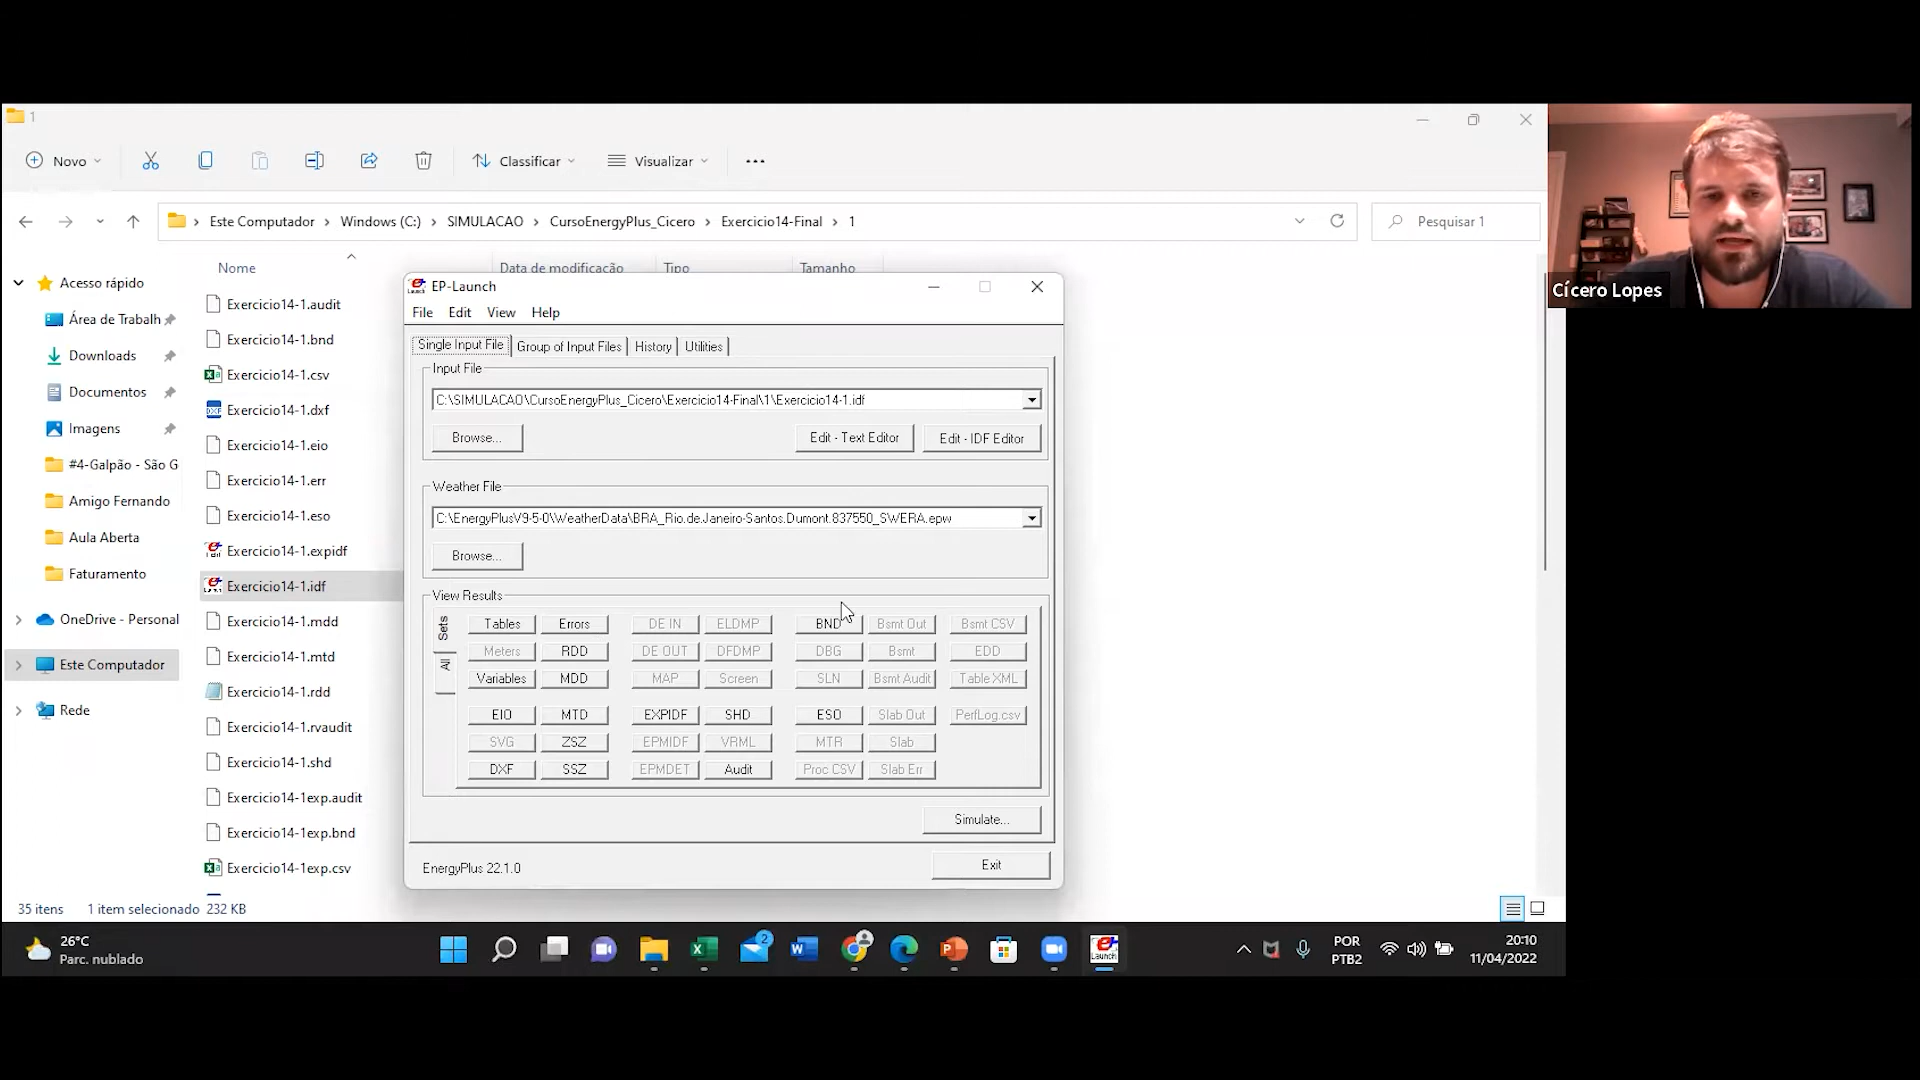 1
Novo
Classificar
Visualizar
Este Computador
Windows (C:)
SIMULACAO
CursoEnergyPlus_Cicero
Exercicio14-Final
1
Pesquisar 1
Nome
Data de modificação
Tipo
Tamanho
Acesso rápido
Área de Trabalh
Downloads
Documentos
Imagens
#4-Galpão - São G
Amigo Fernando
Aula Aberta
Faturamento
OneDrive - Personal
Este Computador
Rede
Exercicio14-1.audit
Exercicio14-1.bnd
Exercicio14-1.csv
Exercicio14-1.dxf
Exercicio14-1.eio
Exercicio14-1.err
Exercicio14-1.eso
Exercicio14-1.expidf
Exercicio14-1.idf
Exercicio14-1.mdd
Exercicio14-1.mtd
Exercicio14-1.rdd
Exercicio14-1.rvaudit
Exercicio14-1.shd
Exercicio14-1exp.audit
Exercicio14-1exp.bnd
Exercicio14-1exp.csv
EP-Launch
File Edit View Help
Single Input File Group of Input Files History Utilities
Input File
C:\SIMULACAO\CursoEnergyPlus_Cicero\Exercicio14-Final\1\Exercicio14-1.idf
Browse... Edit - Text Editor Edit - IDF Editor
Weather File
C:\EnergyPlusV9-5-0\WeatherData\BRA_Rio.de.Janeiro-Santos.Dumont.837550_SWERA.epw
Browse...
View Results
Sets
All
Tables Errors DE IN ELDMP BND Bsmt Out Bsmt CSV
Meters RDD DE OUT DFDMP DBG Bsmt EDD
Variables MDD MAP Screen SLN Bsmt Audit Table XML
EIO MTD EXPIDF SHD ESO Slab Out PerfLog.csv
SVG ZSZ EPMIDF VRML MTR Slab
DXF SSZ EPMDET Audit Proc CSV Slab Err
Simulate...
EnergyPlus 22.1.0
Exit
35 itens 1 item selecionado 232 KB
26°C
Parc. nublado
2
Launch
POR
PTB2
20:10
11/04/2022
Cícero Lopes